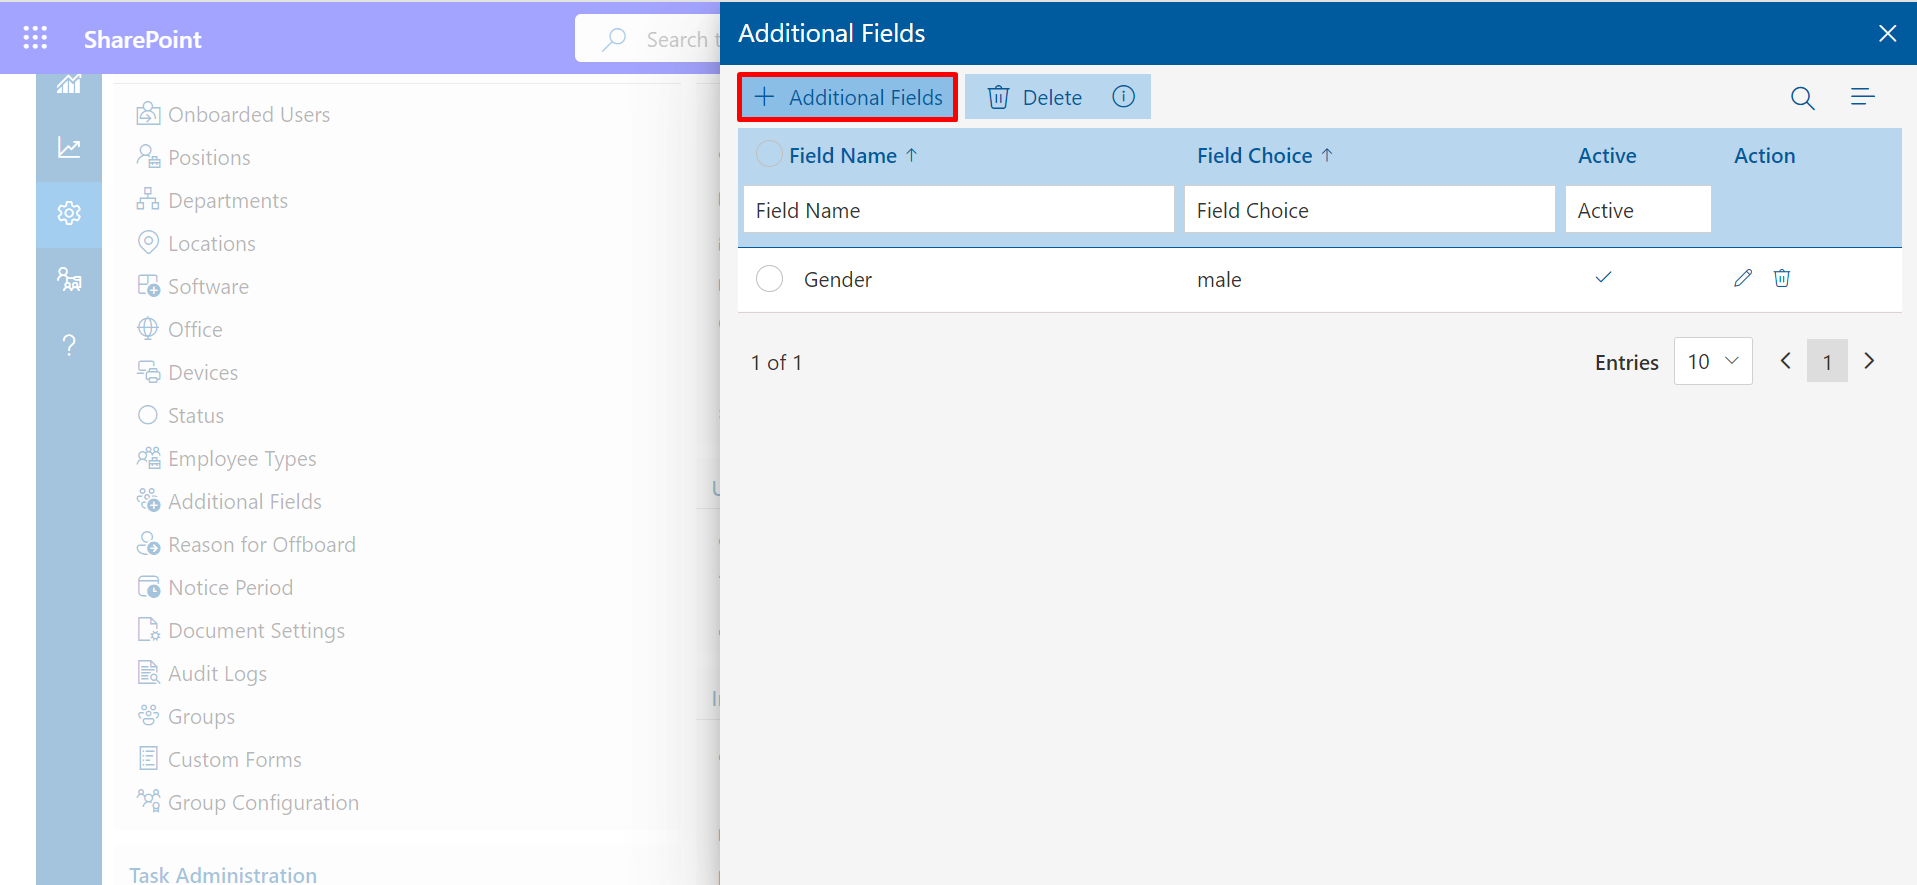 SharePoint
Search
Onboarded Users
Positions
Departments
Locations
Software
Office
Devices
Status
Employee Types
Additional Fields
Reason for Offboard
Notice Period
Document Settings
Audit Logs
Groups
Custom Forms
Group Configuration
Task Administration
Additional Fields
Additional Fields
Delete
Field Name ↑ Field Choice ↑ Active Action
Field Name Field Choice Active
Gender male
1 of 1 Entries 10 1